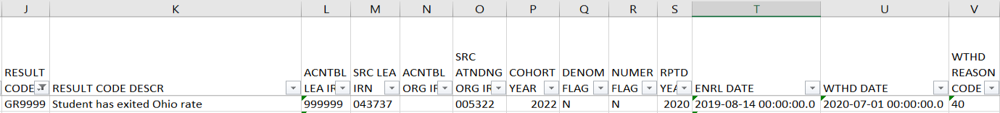 J K L M N O P Q R S T U V
SRC WTHD
RESULT ACNTBL SRC LEA ACNTBL ATNDNG COHORT DENOM NUMER RPTD REASON
CODE RESULT CODE DESCR LEA IR IRN ORG IF ORG IF YEAR FLAG FLAG YEA ENRL DATE WTHD DATE CODE
GR9999 Student has exited Ohio rate 999999 043737 005322 2022 N N 2020 2019-08-14 00:00:00.0 2020-07-01 00:00:00.0 40